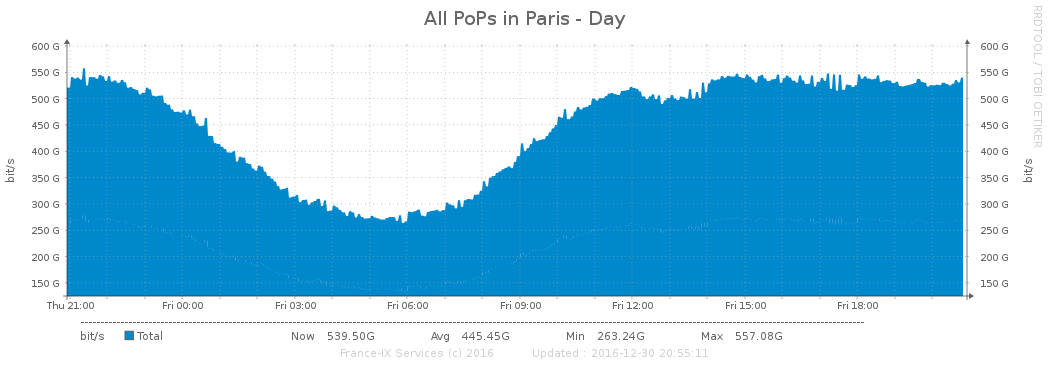 All PoPs in Paris - Day
RRDTOOL / TOBI OETIKER
600 G 600 G
550 G 550 G
500 G 500 G
450 G 450 G
400 G 400 G
350 G 350 G
300 G 300 G
250 G 250 G
200 G 200 G
150 G 150 G
bit/s bit/s
Thu 21:00 Fri 00:00 Fri 03:00 Fri 06:00 Fri 09:00 Fri 12:00 Fri 15:00 Fri 18:00
bit/s Total Now 539.50G Avg 445.45G Min 263.24G Max 557.08G
France-IX Services (c) 2016 Updated : 2016-12-30 20:55:11